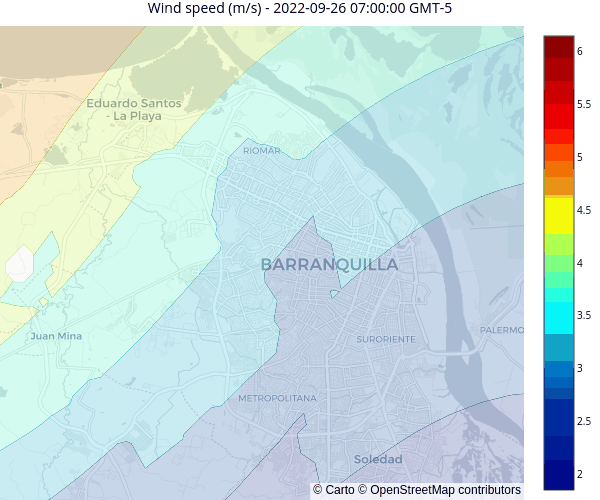 Wind speed (m/s) - 2022-09-26 07:00:00 GMT-5
6
5.5
5
4.5
4
3.5
3
2.5
2
Eduardo Santos
- La Playa
RIOMAR
BARRANQUILLA
Juan Mina
SURORIENTE
PALERMO
METROPOLITANA
Soledad
© Carto © OpenStreetMap contributors